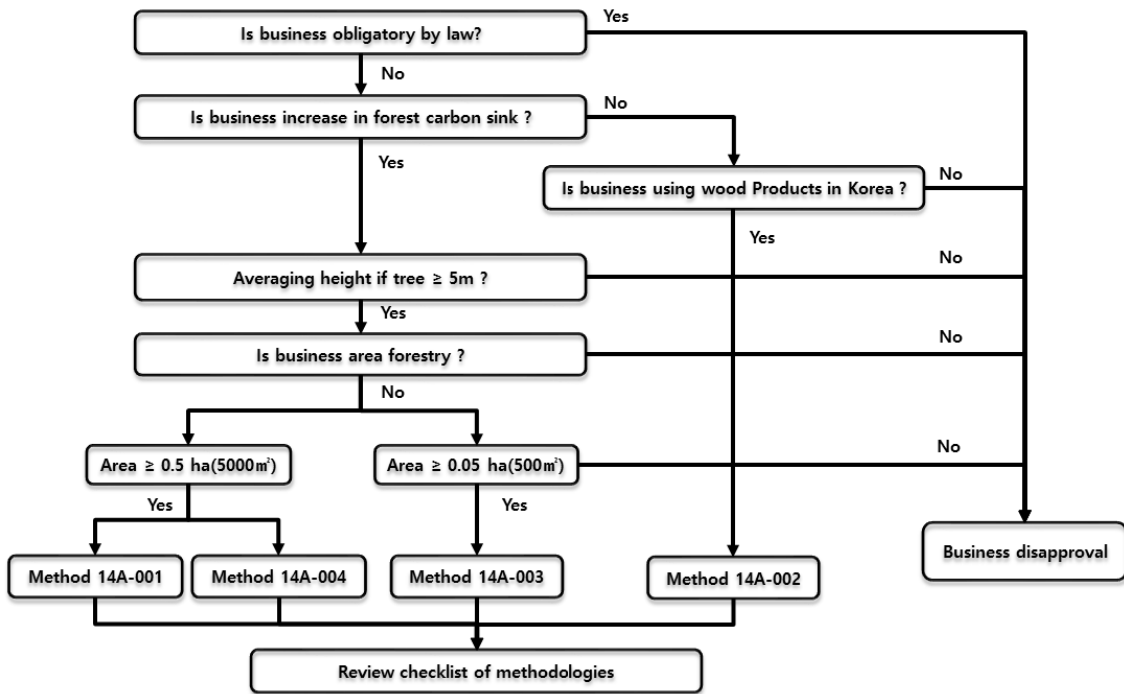 Is business obligatory by law?
Yes
No
Is business increase in forest carbon sink ?
No
Yes
Is business using wood Products in Korea ?
No
Yes
Averaging height if tree ≥ 5m ?
No
Yes
Is business area forestry ?
No
No
Area ≥ 0.5 ha(5000㎡)
Area ≥ 0.05 ha(500㎡)
No
Yes
Yes
Method 14A-001
Method 14A-004
Method 14A-003
Method 14A-002
Business disapproval
Review checklist of methodologies